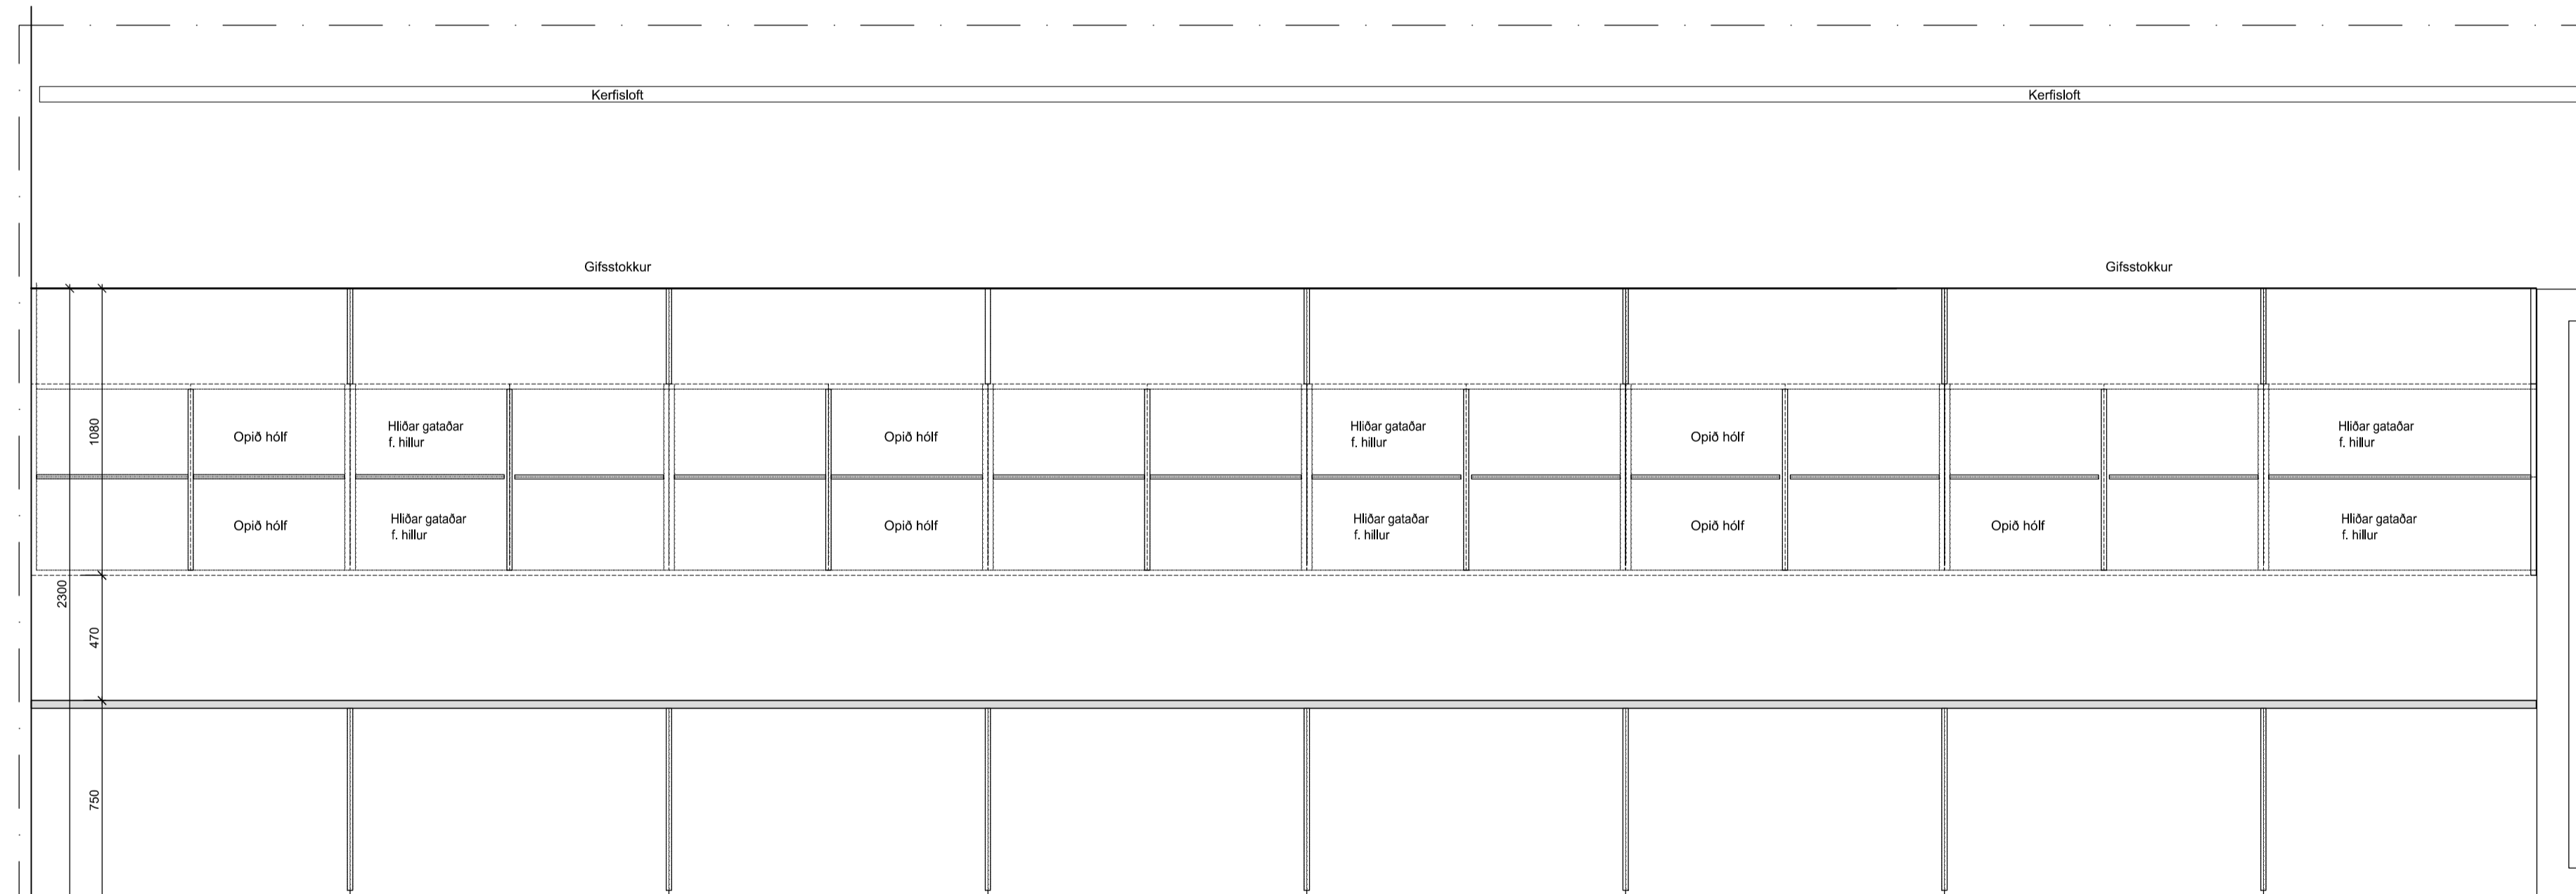 Kerfisloft
Kerfisloft
Gifsstokkur
Gifsstokkur
1080
Opið hólf
Hliðar gataðar
f. hillur
Opið hólf
Hliðar gataðar
f. hillur
Opið hólf
Hliðar gataðar
f. hillur
Opið hólf
Hliðar gataðar
f. hillur
Opið hólf
Hliðar gataðar
f. hillur
Opið hólf
Opið hólf
Hliðar gataðar
f. hillur
2300
470
750